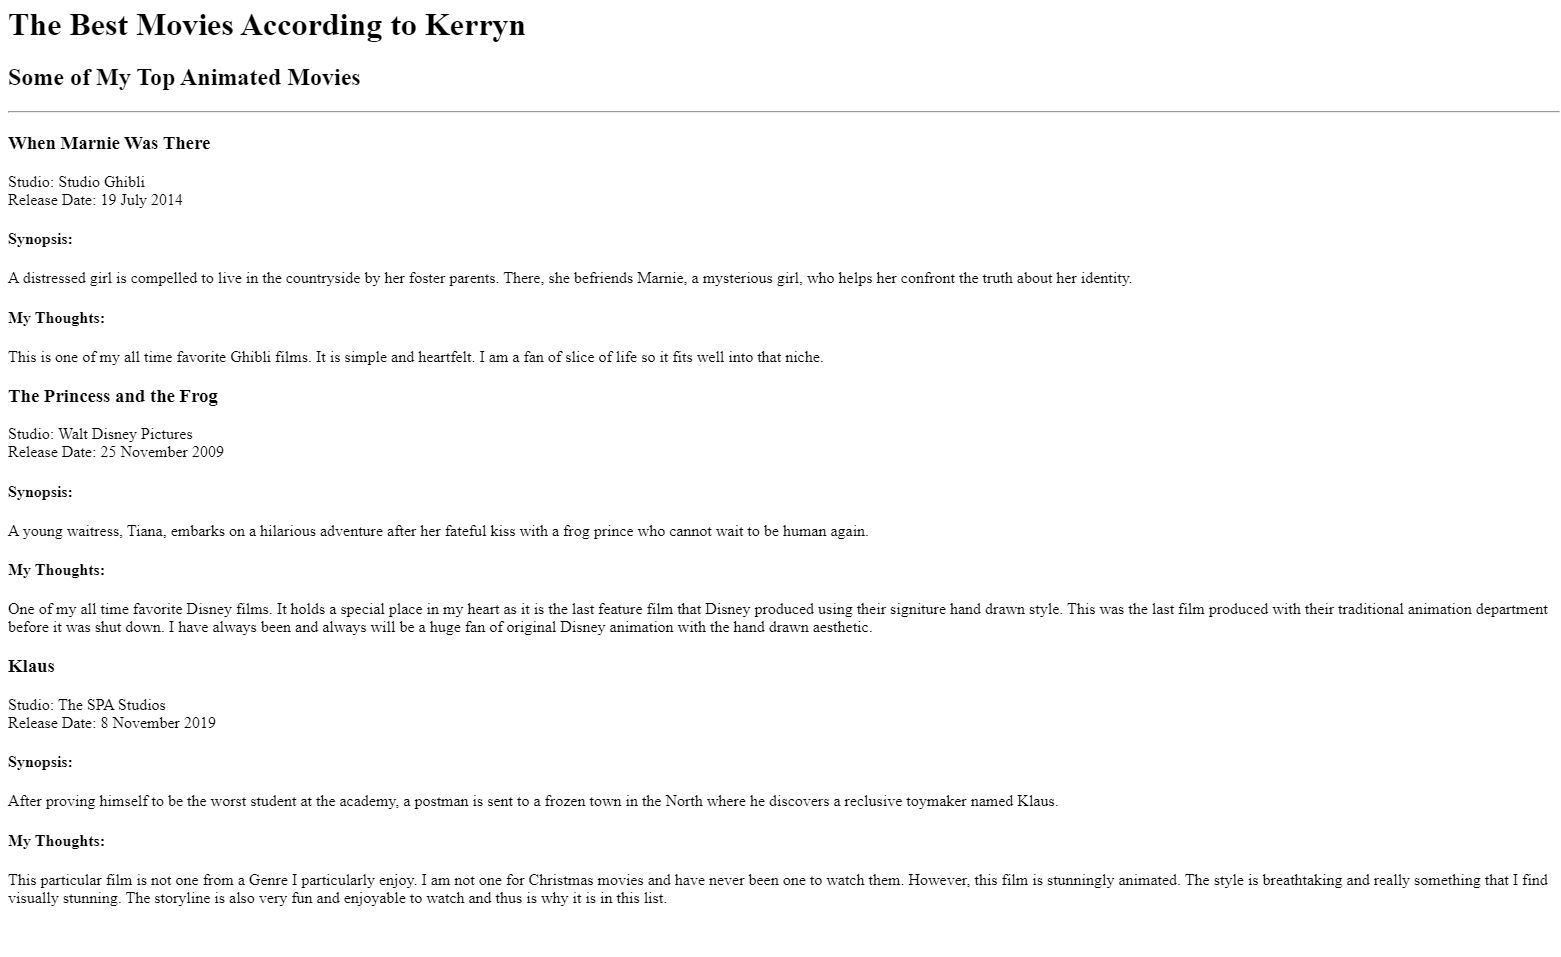 The Best Movies According to Kerryn
Some of My Top Animated Movies
When Marnie Was There
Studio: Studio Ghibli
Release Date: 19 July 2014
Synopsis:
A distressed girl is compelled to live in the countryside by her foster parents. There, she befriends Marnie, a mysterious girl, who helps her confront the truth about her identity.
My Thoughts:
This is one of my all time favorite Ghibli films. It is simple and heartfelt. I am a fan of slice of life so it fits well into that niche.
The Princess and the Frog
Studio: Walt Disney Pictures
Release Date: 25 November 2009
Synopsis:
A young waitress, Tiana, embarks on a hilarious adventure after her fateful kiss with a frog prince who cannot wait to be human again.
My Thoughts:
One of my all time favorite Disney films. It holds a special place in my heart as it is the last feature film that Disney produced using their signiture hand drawn style. This was the last film produced with their traditional animation department
before it was shut down. I have always been and always will be a huge fan of original Disney animation with the hand drawn aesthetic.
Klaus
Studio: The SPA Studios
Release Date: 8 November 2019
Synopsis:
After proving himself to be the worst student at the academy, a postman is sent to a frozen town in the North where he discovers a reclusive toymaker named Klaus.
My Thoughts:
This particular film is not one from a Genre I particularly enjoy. I am not one for Christmas movies and have never been one to watch them. However, this film is stunningly animated. The style is breathtaking and really something that I find
visually stunning. The storyline is also very fun and enjoyable to watch and thus is why it is in this list.